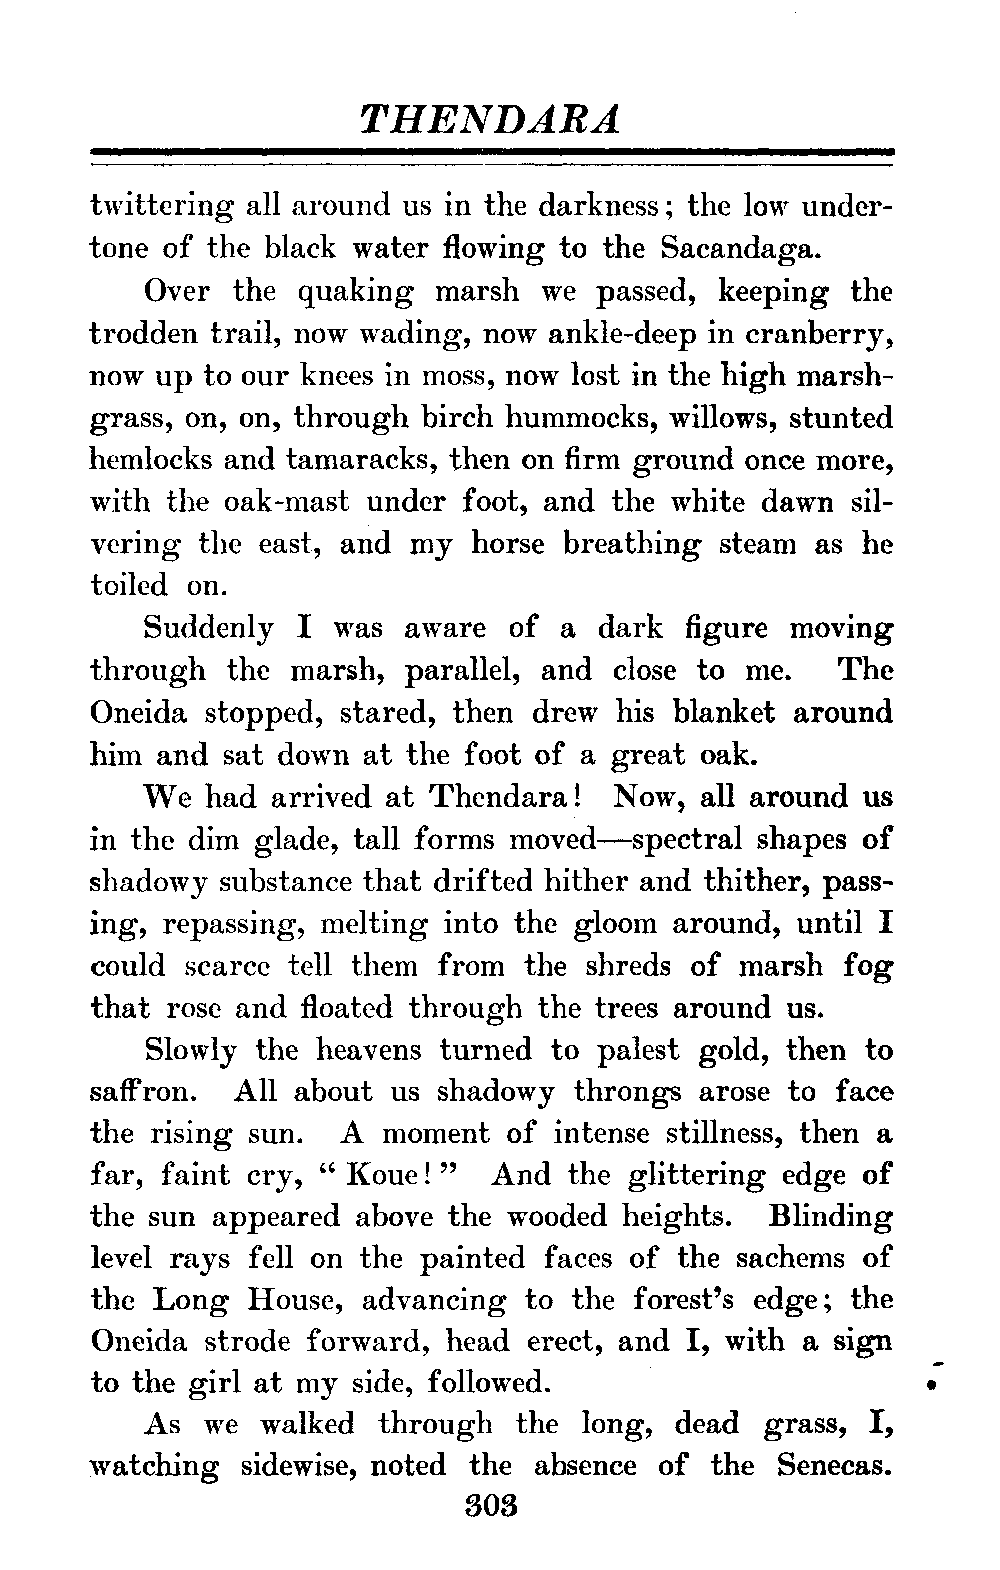 THENDARA
twittering all around us in the darkness; the low under-
tone of the black water flowing to the Sacandaga.
Over the quaking marsh we passed, keeping the
trodden trail, now wading, now ankle-deep in cranberry,
now up to our knees in moss, now lost in the high marsh-
grass, on, on, through birch hummocks, willows, stunted
hemlocks and tamaracks, then on firm ground once more,
with the oak-mast under foot, and the white dawn sil-
vering the east, and my horse breathing steam as he
toiled on.
Suddenly I was aware of a dark figure moving
through the marsh, parallel, and close to me. The
Oneida stopped, stared, then drew his blanket around
him and sat down at the foot of a great oak.
We had arrived at Thendara! Now, all around us
in the dim glade, tall forms moved—spectral shapes of
shadowy substance that drifted hither and thither, pass-
ing, repassing, melting into the gloom around, until I
could scarce tell them from the shreds of marsh fog
that rose and floated through the trees around us.
Slowly the heavens turned to palest gold, then to
saffron. All about us shadowy throngs arose to face
the rising sun. A moment of intense stillness, then a
far, faint cry, “ Koue! ” And the glittering edge of
the sun appeared above the wooded heights. Blinding
level rays fell on the painted faces of the sachems of
the Long House, advancing to the forest’s edge; the
Oneida strode forward, head erect, and I, with a sign
to the girl at my side, followed.
As we walked through the long, dead grass, I,
watching sidewise, noted the absence of the Senecas.
303